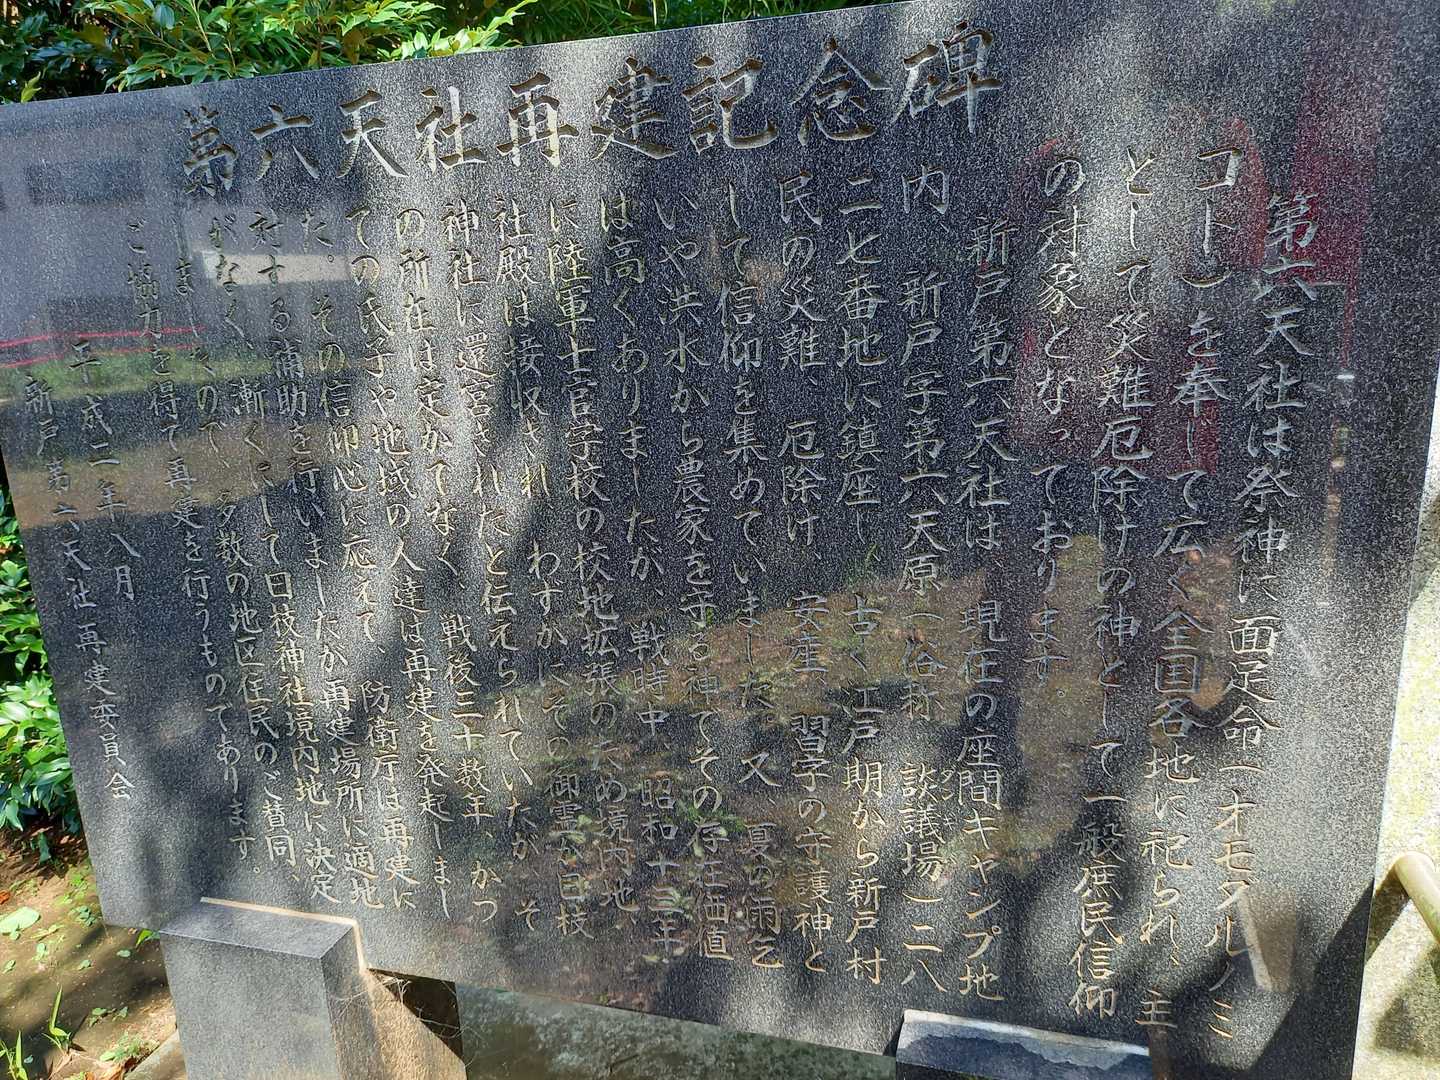 第六天社再建記念碑
第六天社は祭神に面足命(オモダルノミ
コト)を奉じて広く全国各地に祀られ、主
として災難厄除けの神として一般庶民信仰
の対象となっております。
新戸第六天社は、現在の座間キャンプ地
内、新戸字第六天原(俗称 談議場)二八
ダンギ
二七番地に鎮座し、古く江戸期から新戸村
民の災難、厄除け、安産、習字の守護神と
して信仰を集めていました。又、夏の雨乞
いや洪水から農家を守る神でその存在価値
は高くありましたが、戦時中、昭和十三年
に陸軍士官学校の校地拡張のため境内地、
社殿は接収され、わずかにその御霊が日枝
神社に還宮されたと伝えられていたが、そ
の所在は定かでなく、戦後三十数年、かつ
ての氏子や地域の人達は再建を発起しまし
た。その信仰心に応えて、防衛庁は再建に
対する補助を行いましたが再建場所に適地
がなく、漸くにして日枝神社境内地に決定
ので、多数の地区住民のご賛同、
ご協力を得て再建を行うものであります。
平成二年八月
新戸第六天社再建委員会